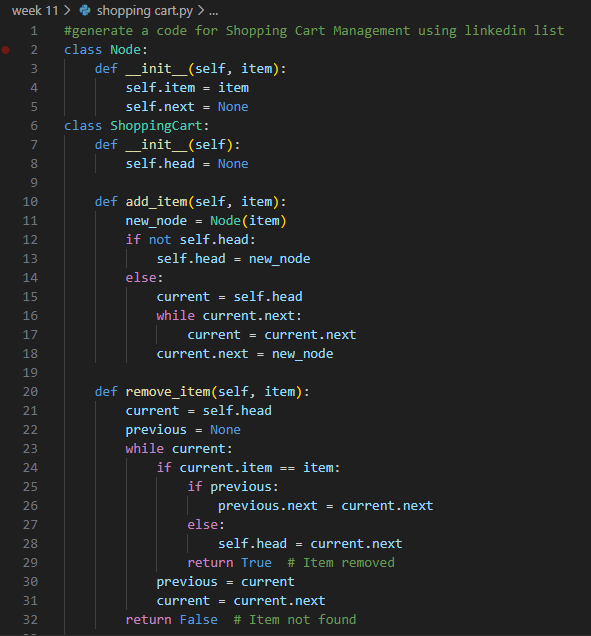 week 11 > shopping cart.py > ...
1 #generate a code for Shopping Cart Management using linkedin list
2 class Node:
3     def __init__(self, item):
4         self.item = item
5         self.next = None
6 class ShoppingCart:
7     def __init__(self):
8         self.head = None
9
10     def add_item(self, item):
11         new_node = Node(item)
12         if not self.head:
13             self.head = new_node
14         else:
15             current = self.head
16             while current.next:
17                 current = current.next
18             current.next = new_node
19
20     def remove_item(self, item):
21         current = self.head
22         previous = None
23         while current:
24             if current.item == item:
25                 if previous:
26                     previous.next = current.next
27                 else:
28                     self.head = current.next
29                 return True  # Item removed
30             previous = current
31             current = current.next
32         return False  # Item not found